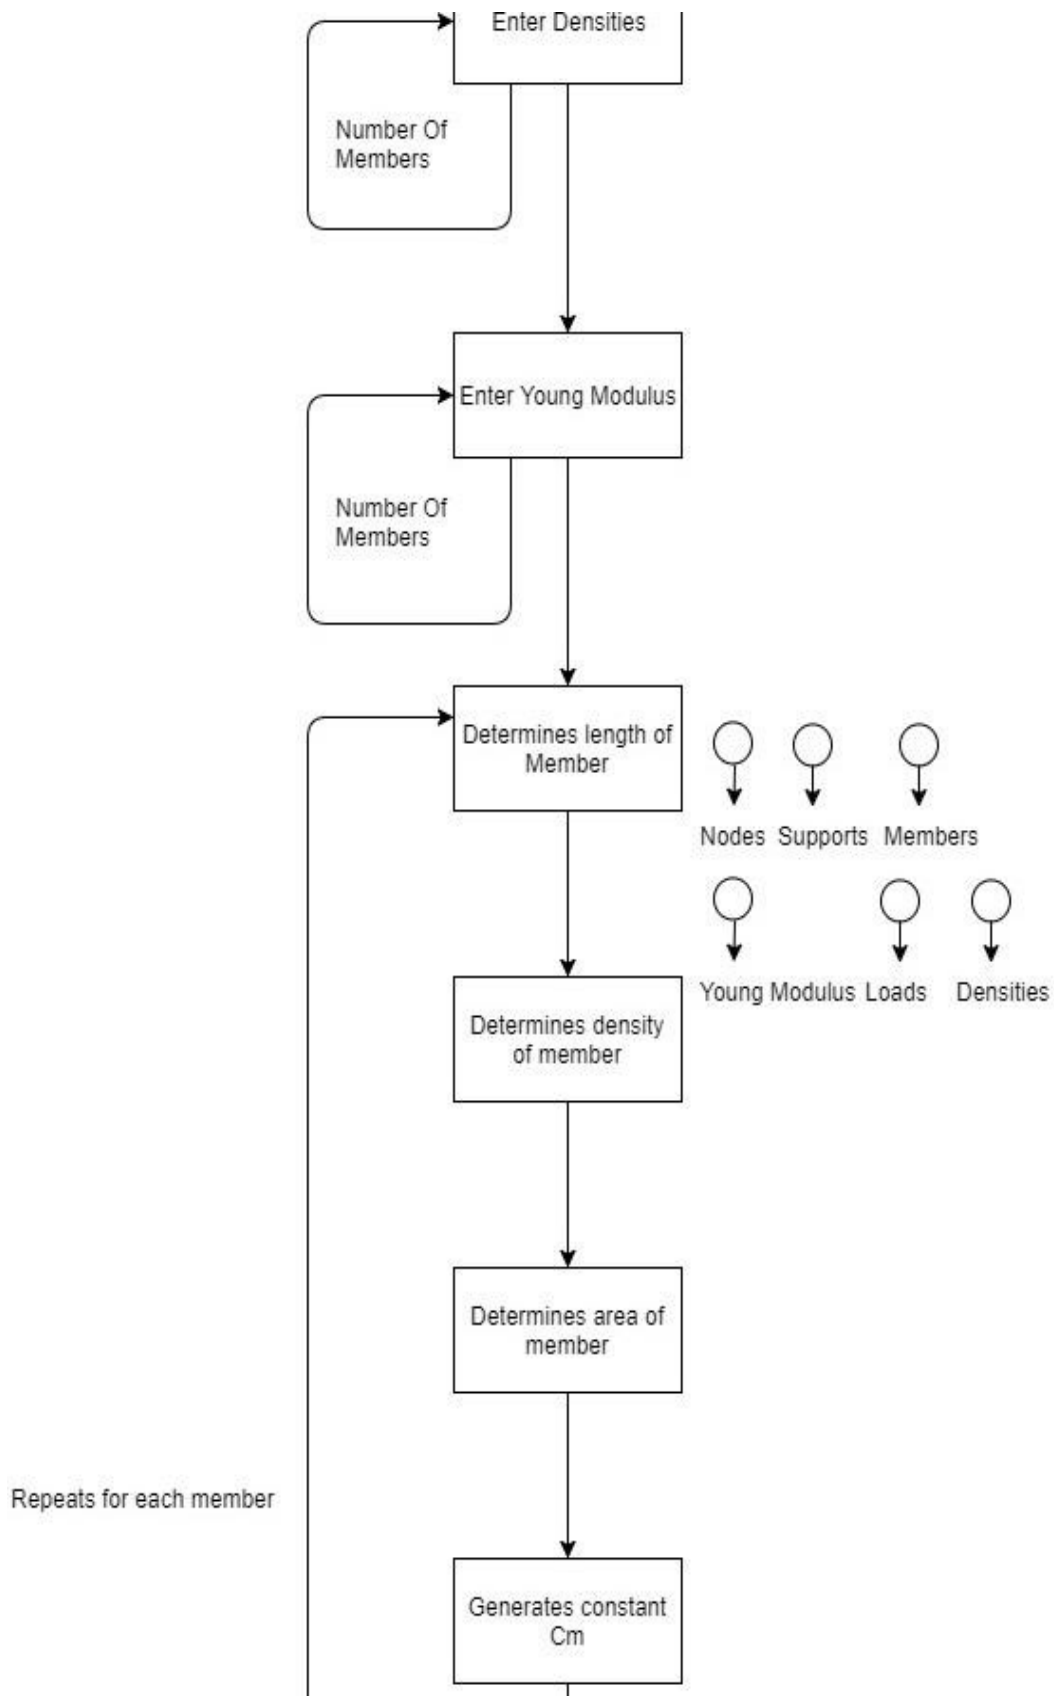 Enter Densities
Number Of
Members
Enter Young Modulus
Number Of
Members
Determines length of
Member
Nodes Supports Members
Young Modulus Loads Densities
Determines density
of member
Determines area of
member
Repeats for each member
Generates constant
Cm